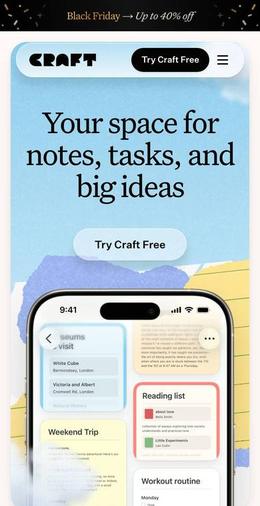 Black Friday → Up to 40% off
CRAFT
Try Craft Free
Your space for
notes, tasks, and
big ideas
Try Craft Free
9:41
visit
White Cube
Bermondsey, London
Victoria and Albert
Cromwell Rd, London
Weekend Trip
Reading list
about love
Little Experiments
Workout routine
Monday